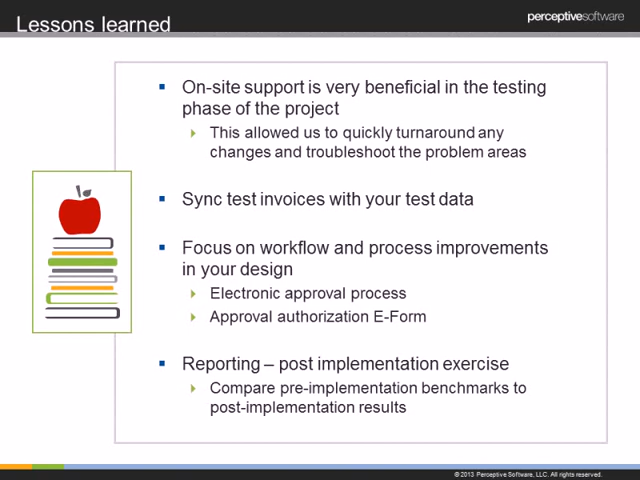 Lessons learned
perceptivesoftware
On-site support is very beneficial in the testing
phase of the project
This allowed us to quickly turnaround any
changes and troubleshoot the problem areas
Sync test invoices with your test data
Focus on workflow and process improvements
in your design
Electronic approval process
Approval authorization E-Form
Reporting – post implementation exercise
Compare pre-implementation benchmarks to
post-implementation results
© 2013 Perceptive Software, LLC. All rights reserved.